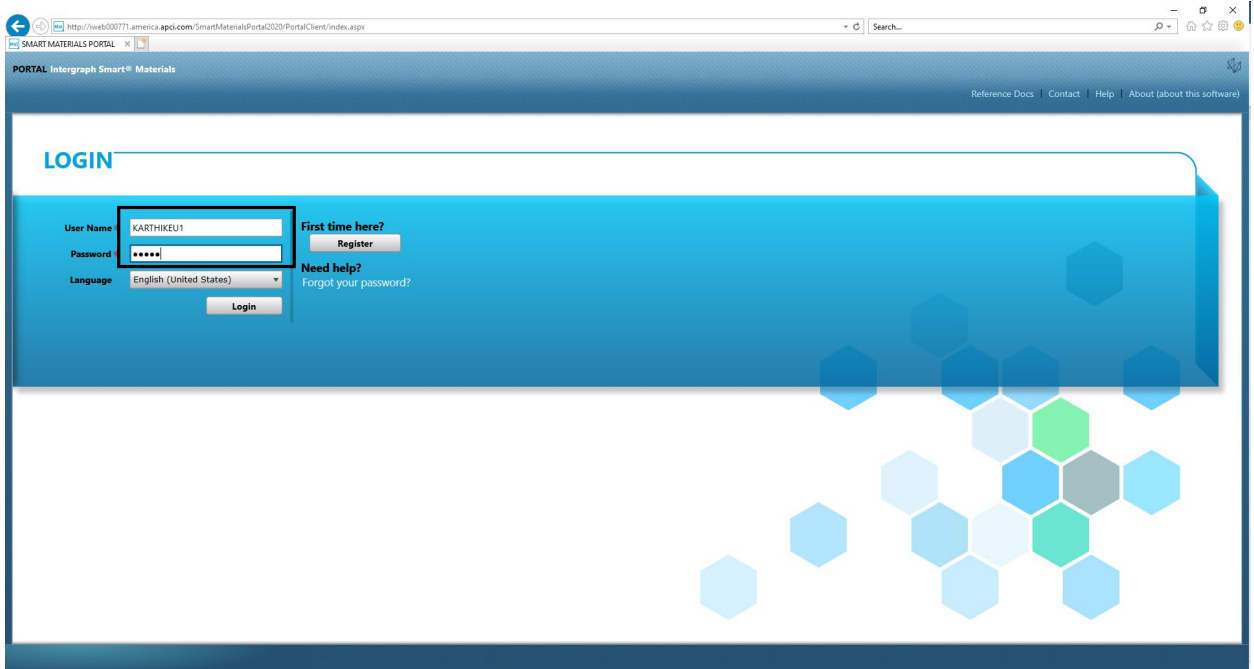 http://iweb000771.america.apci.com/SmartMaterialsPortal2020/PortalClient/index.aspx
Search...
SMART MATERIALS PORTAL
PORTAL Intergraph Smart® Materials
Reference Docs | Contact | Help | About (about this software)
LOGIN
User Name * KARTHIKEU1
First time here?
Register
Password * •••••
Need help?
Language English (United States)
Forgot your password?
Login